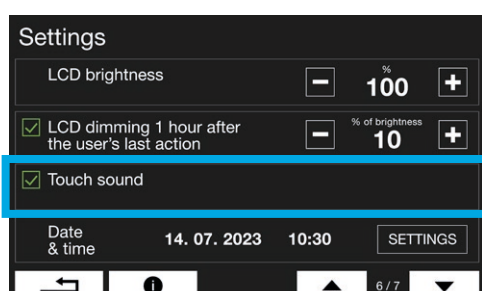 Settings
LCD brightness
%
100
LCD dimming 1 hour after
the user's last action
% of brightness
10
Touch sound
Date
& time
14. 07. 2023
10:30
SETTINGS
6 / 7